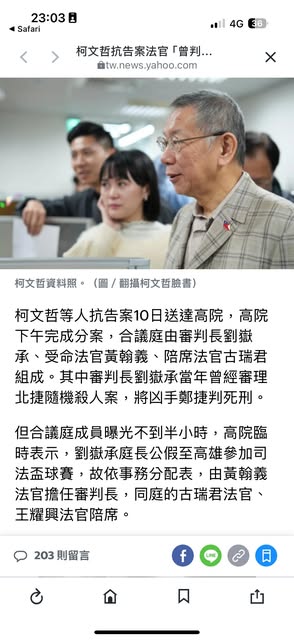 23:03
4G
36
◀ Safari
柯文哲抗告案法官「曾判...
tw.news.yahoo.com
柯文哲資料照。（圖／翻攝柯文哲臉書）
柯文哲等人抗告案10日送達高院，高院
下午完成分案，合議庭由審判長劉嶽
承、受命法官黃翰義、陪席法官古瑞君
組成。其中審判長劉嶽承當年曾經審理
北捷隨機殺人案，將凶手鄭捷判死刑。
但合議庭成員曝光不到半小時，高院臨
時表示，劉嶽承庭長公假至高雄參加司
法盃球賽，故依事務分配表，由黃翰義
法官擔任審判長，同庭的古瑞君法官、
王耀興法官陪席。
203 則留言